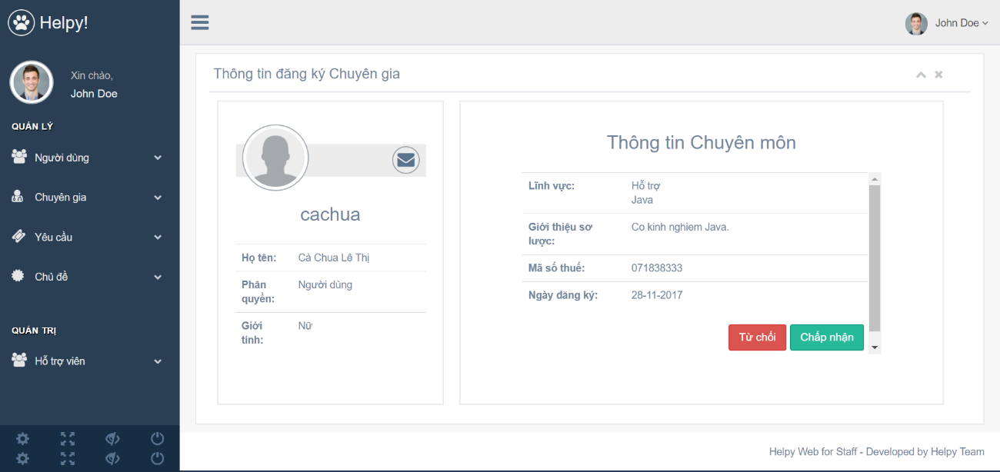 Helpy!
John Doe
Xin chào,
John Doe
QUẢN LÝ
Người dùng
Chuyên gia
Yêu cầu
Chủ đề
QUẢN TRỊ
Hỗ trợ viên
Thông tin đăng ký Chuyên gia
cachua
Họ tên: Cà Chua Lê Thị
Phân Người dùng
quyền:
Giới Nữ
tính:
Thông tin Chuyên môn
Lĩnh vực: Hỗ trợ
Java
Giới thiệu sơ Co kinh nghiem Java.
lược:
Mã số thuế: 071838333
Ngày đăng ký: 28-11-2017
Từ chối Chấp nhận
Helpy Web for Staff - Developed by Helpy Team